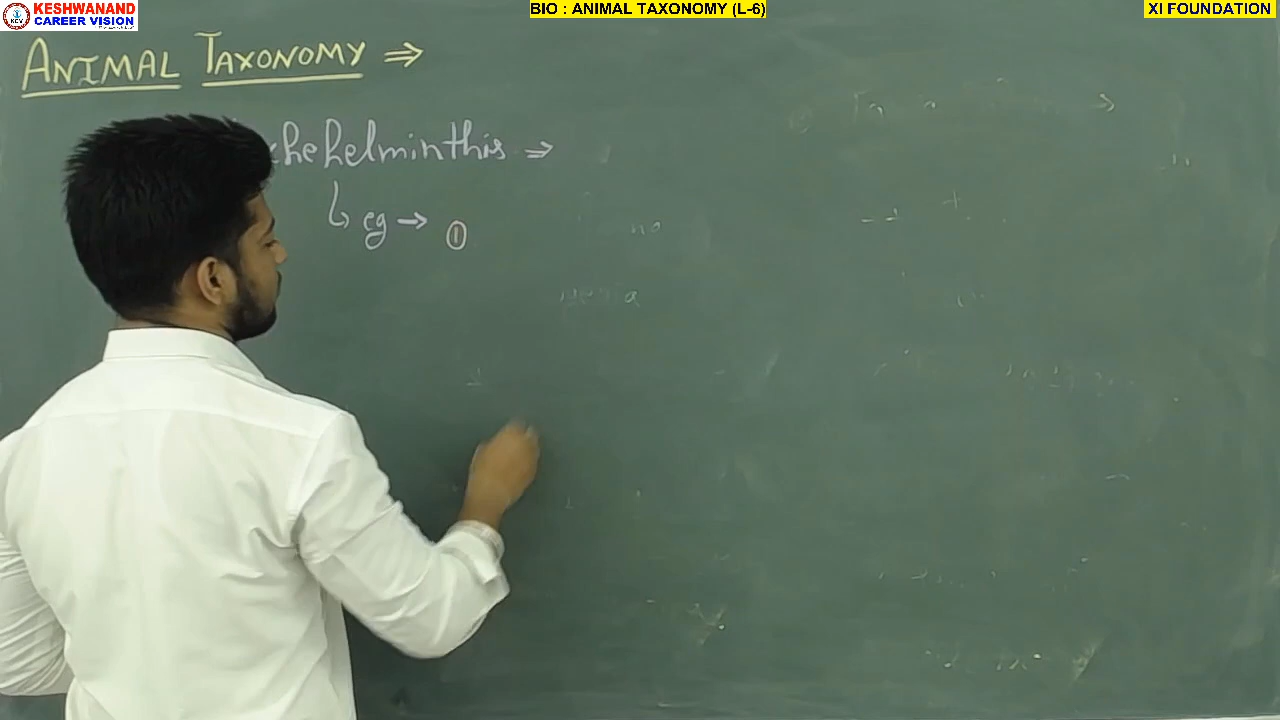 KESHWANAND
CAREER VISION
BIO : ANIMAL TAXONOMY (L-6)
XI FOUNDATION
ANIMAL TAXONOMY ⇒
helminthis ⇒
↳ eg → ①